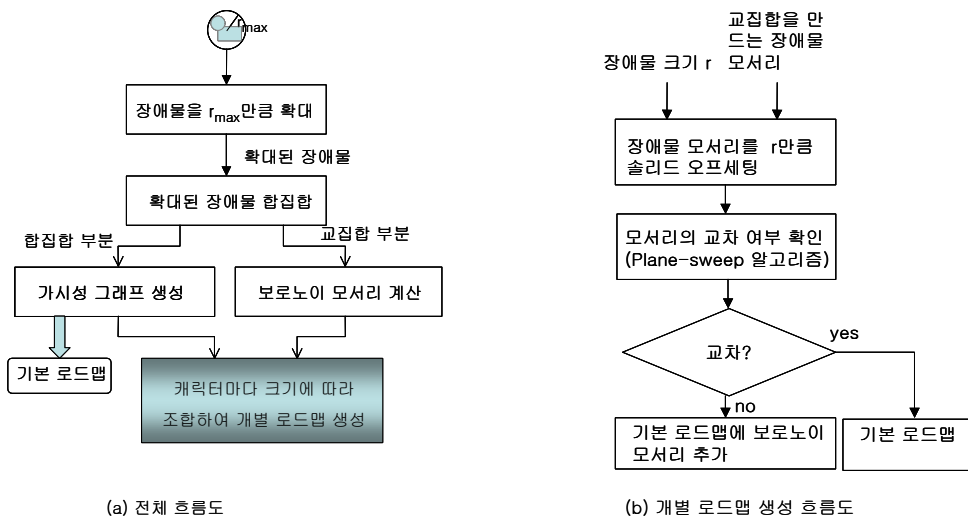 rmax
장애물을 rmax만큼 확대
확대된 장애물
확대된 장애물 합집합
합집합 부분
교집합 부분
가시성 그래프 생성
보로노이 모서리 계산
기본 로드맵
캐릭터마다 크기에 따라
조합하여 개별 로드맵 생성
(a) 전체 흐름도
장애물 크기 r
교집합을 만
드는 장애물
모서리
장애물 모서리를 r만큼
솔리드 오프세팅
모서리의 교차 여부 확인
(Plane-sweep 알고리즘)
교차?
yes
no
기본 로드맵에 보로노이
모서리 추가
기본 로드맵
(b) 개별 로드맵 생성 흐름도